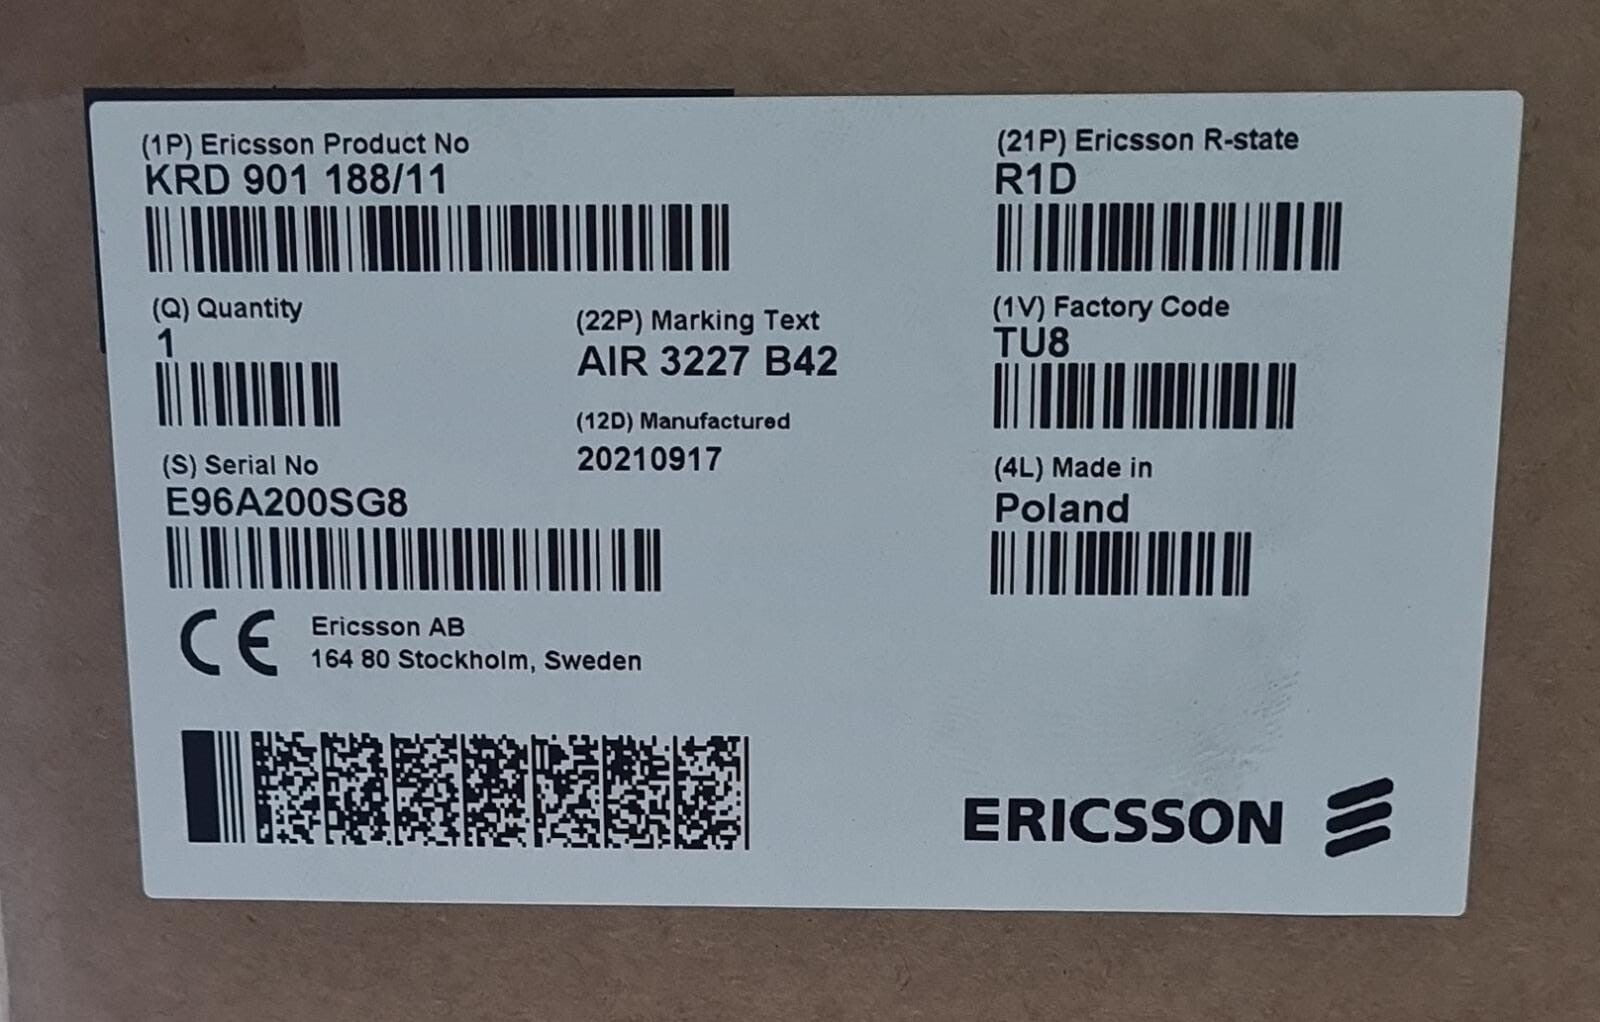 (1P) Ericsson Product No
KRD 901 188/11
(21P) Ericsson R-state
R1D
(Q) Quantity
1
(22P) Marking Text
AIR 3227 B42
(1V) Factory Code
TU8
(12D) Manufactured
20210917
(S) Serial No
E96A200SG8
(4L) Made in
Poland
CE
Ericsson AB
164 80 Stockholm, Sweden
ERICSSON